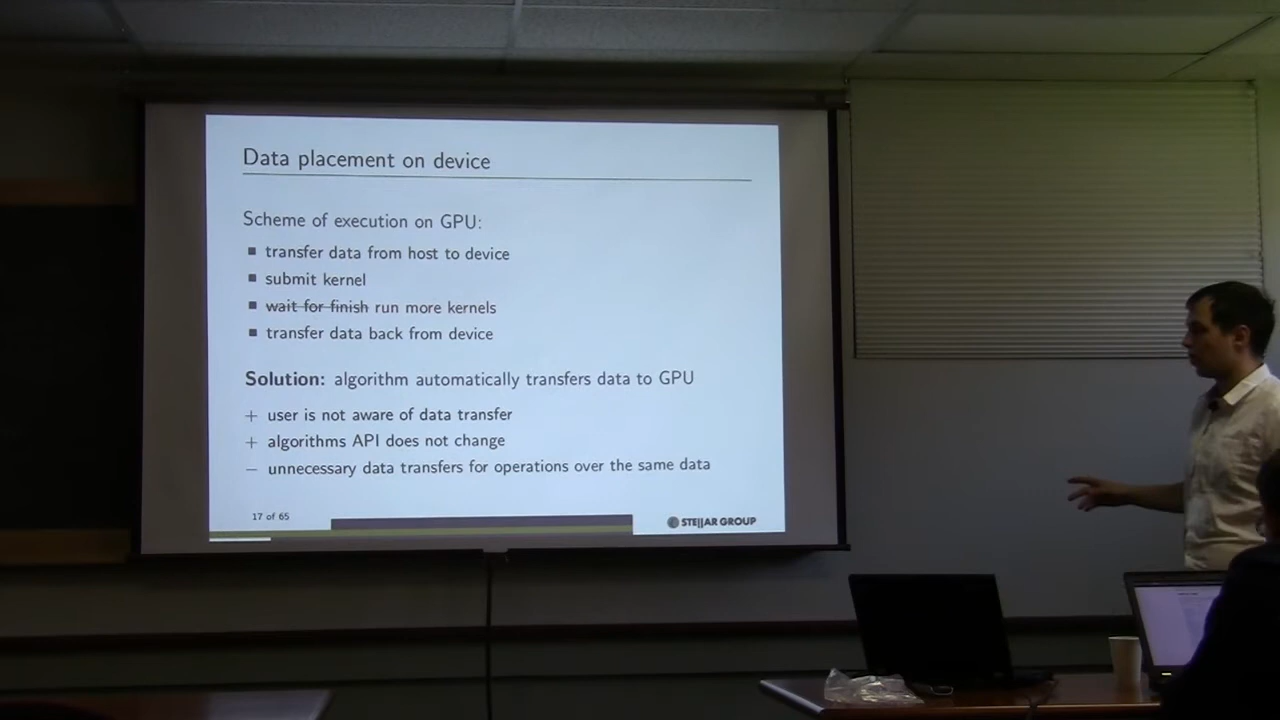 Data placement on device
Scheme of execution on GPU:
■ transfer data from host to device
■ submit kernel
■ wait for finish run more kernels
■ transfer data back from device
Solution: algorithm automatically transfers data to GPU
+ user is not aware of data transfer
+ algorithms API does not change
− unnecessary data transfers for operations over the same data
17 of 65
STE||AR GROUP